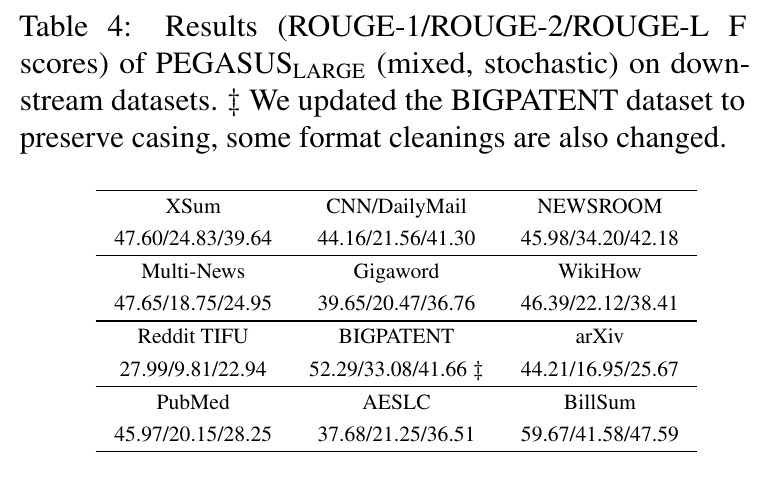 Table 4: Results (ROUGE-1/ROUGE-2/ROUGE-L F
scores) of PEGASUSLARGE (mixed, stochastic) on down-
stream datasets. ‡ We updated the BIGPATENT dataset to
preserve casing, some format cleanings are also changed.
XSum CNN/DailyMail NEWSROOM
47.60/24.83/39.64 44.16/21.56/41.30 45.98/34.20/42.18
Multi-News Gigaword WikiHow
47.65/18.75/24.95 39.65/20.47/36.76 46.39/22.12/38.41
Reddit TIFU BIGPATENT arXiv
27.99/9.81/22.94 52.29/33.08/41.66 ‡ 44.21/16.95/25.67
PubMed AESLC BillSum
45.97/20.15/28.25 37.68/21.25/36.51 59.67/41.58/47.59